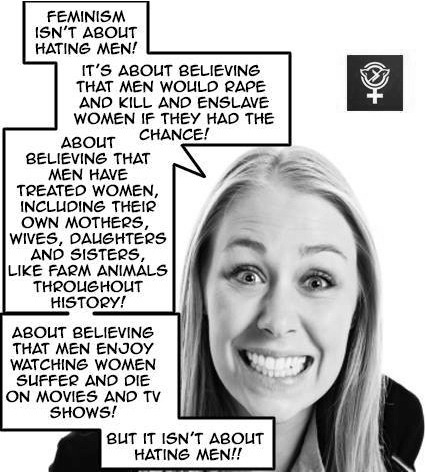 FEMINISM
ISN'T ABOUT
HATING MEN!
IT'S ABOUT BELIEVING
THAT MEN WOULD RAPE
AND KILL AND ENSLAVE
WOMEN IF THEY HAD THE
CHANCE!
ABOUT
BELIEVING THAT
MEN HAVE
TREATED WOMEN,
INCLUDING THEIR
OWN MOTHERS,
WIVES, DAUGHTERS
AND SISTERS,
LIKE FARM ANIMALS
THROUGHOUT
HISTORY!
ABOUT BELIEVING
THAT MEN ENJOY
WATCHING WOMEN
SUFFER AND DIE
ON MOVIES AND TV
SHOWS!
BUT IT ISN'T ABOUT
HATING MEN!!